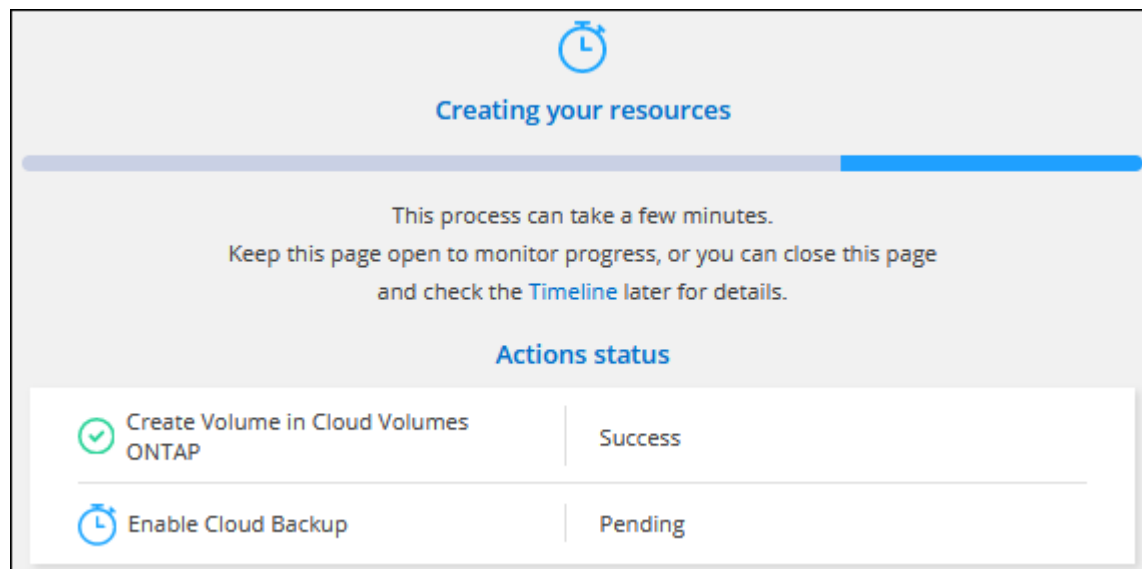 Creating your resources
This process can take a few minutes.
Keep this page open to monitor progress, or you can close this page
and check the Timeline later for details.
Actions status
Create Volume in Cloud Volumes
ONTAP
Success
Enable Cloud Backup
Pending